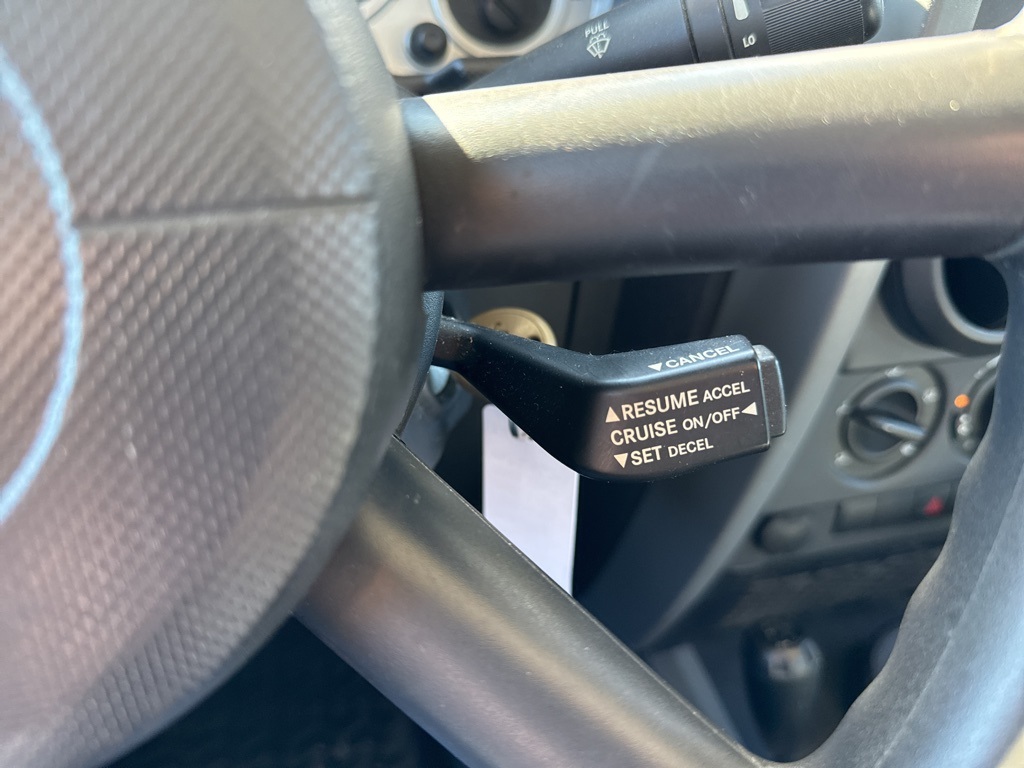 PULL
LO
▼CANCEL
▲RESUME ACCEL
CRUISE ON/OFF◀
▼SET DECEL